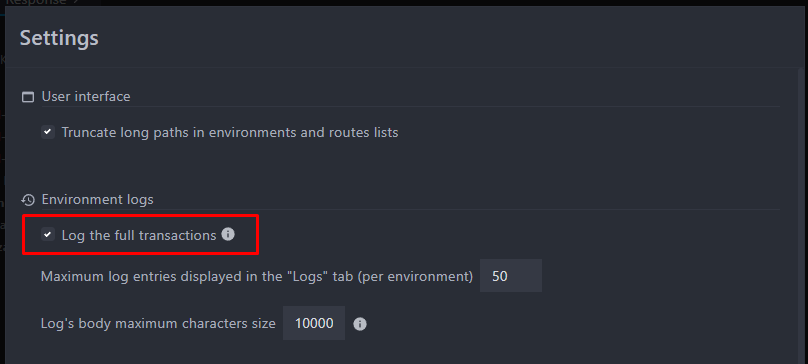 Response
Settings
User interface
Truncate long paths in environments and routes lists
Environment logs
Log the full transactions
Maximum log entries displayed in the "Logs" tab (per environment) 50
Log's body maximum characters size 10000